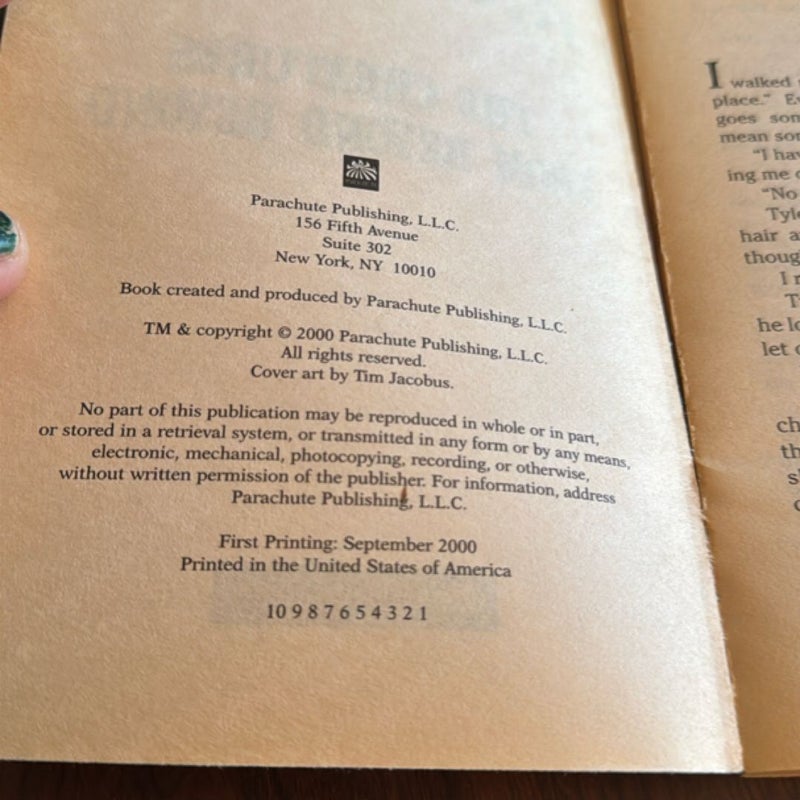 Parachute Publishing, L.L.C.
156 Fifth Avenue
Suite 302
New York, NY 10010
Book created and produced by Parachute Publishing, L.L.C.
TM & copyright © 2000 Parachute Publishing, L.L.C.
All rights reserved.
Cover art by Tim Jacobus.
No part of this publication may be reproduced in whole or in part,
or stored in a retrieval system, or transmitted in any form or by any means,
electronic, mechanical, photocopying, recording, or otherwise,
without written permission of the publisher. For information, address
Parachute Publishing, L.L.C.
First Printing: September 2000
Printed in the United States of America
10 9 8 7 6 5 4 3 2 1
I walked
place."
goes
mean
"I
ing me
"No
hair
I
he
let